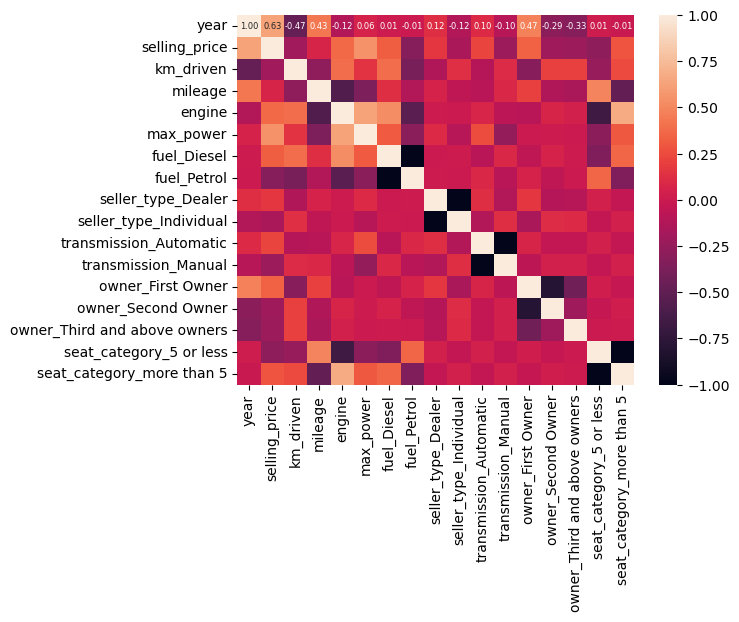 year 1.00 0.63 -0.47 0.43 -0.12 0.06 0.01 -0.01 0.12 -0.12 0.10 -0.10 0.47 -0.29 -0.33 0.01 -0.01
selling_price
km_driven
mileage
engine
max_power
fuel_Diesel
fuel_Petrol
seller_type_Dealer
seller_type_Individual
transmission_Automatic
transmission_Manual
owner_First Owner
owner_Second Owner
owner_Third and above owners
seat_category_5 or less
seat_category_more than 5
year
selling_price
km_driven
mileage
engine
max_power
fuel_Diesel
fuel_Petrol
seller_type_Dealer
seller_type_Individual
transmission_Automatic
transmission_Manual
owner_First Owner
owner_Second Owner
owner_Third and above owners
seat_category_5 or less
seat_category_more than 5
1.00
0.75
0.50
0.25
0.00
−0.25
−0.50
−0.75
−1.00